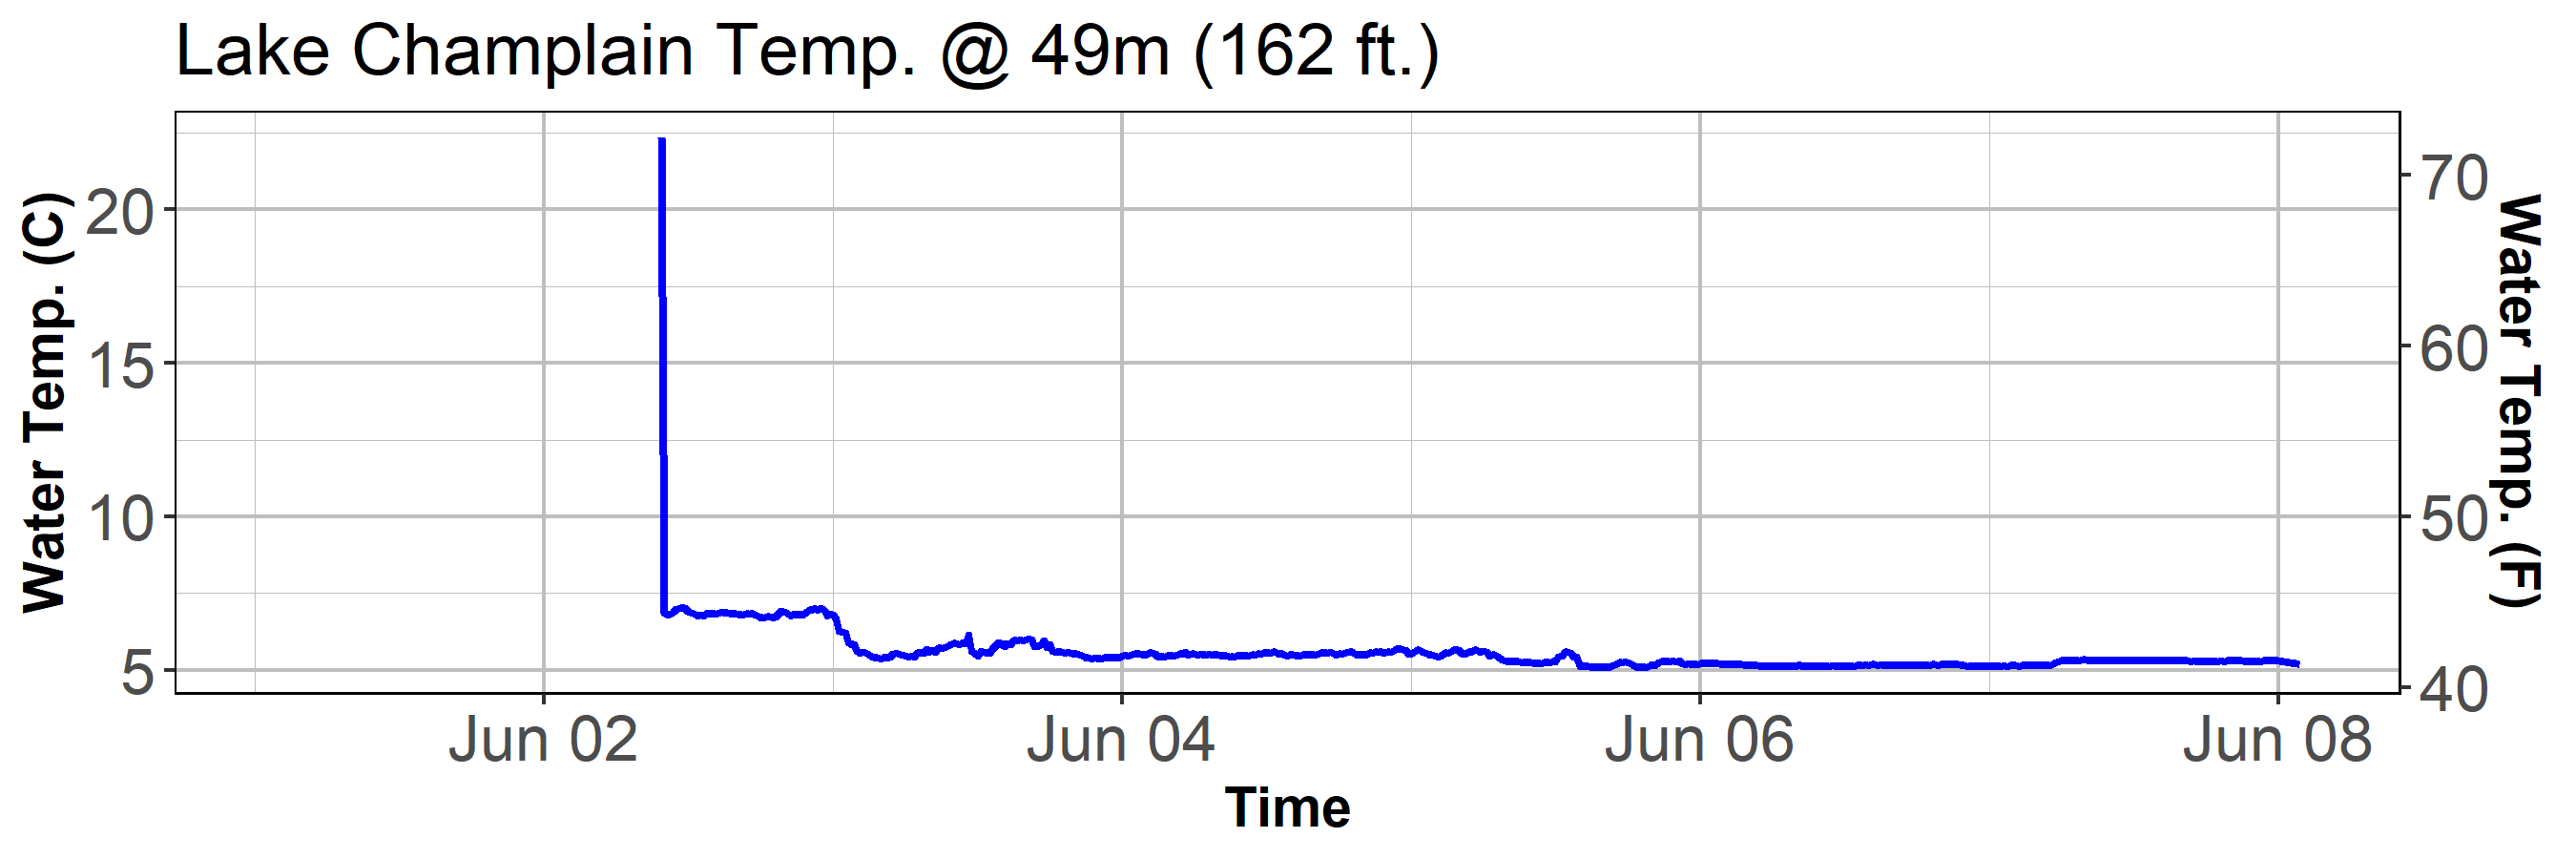 Lake Champlain Temp. @ 49m (162 ft.)
Water Temp. (C)
20
15
10
5
70
60
50
40
Water Temp. (F)
Jun 02
Jun 04
Jun 06
Jun 08
Time